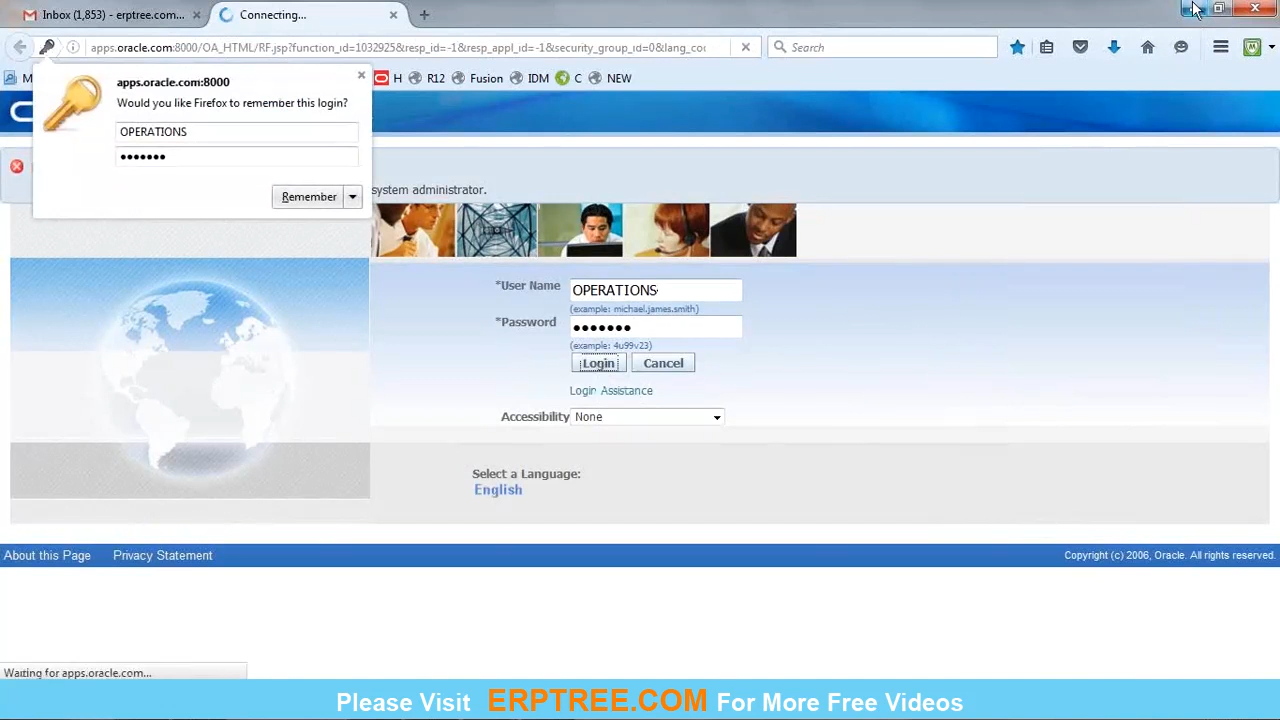 Inbox (1,853) - erptree.com...
Connecting...
apps.oracle.com:8000/OA_HTML/RF.jsp?function_id=1032925&resp_id=-1&resp_appl_id=-1&security_group_id=0&lang_cou
Search
M
H
R12
Fusion
IDM
C
NEW
apps.oracle.com:8000
Would you like Firefox to remember this login?
OPERATIONS
•••••••
Remember
system administrator.
*User Name
OPERATIONS
(example: michael.james.smith)
*Password
•••••••
(example: 4u99v23)
Login
Cancel
Login Assistance
Accessibility
None
Select a Language:
English
About this Page
Privacy Statement
Copyright (c) 2006, Oracle. All rights reserved.
Waiting for apps.oracle.com...
Please Visit ERPTREE.COM For More Free Videos